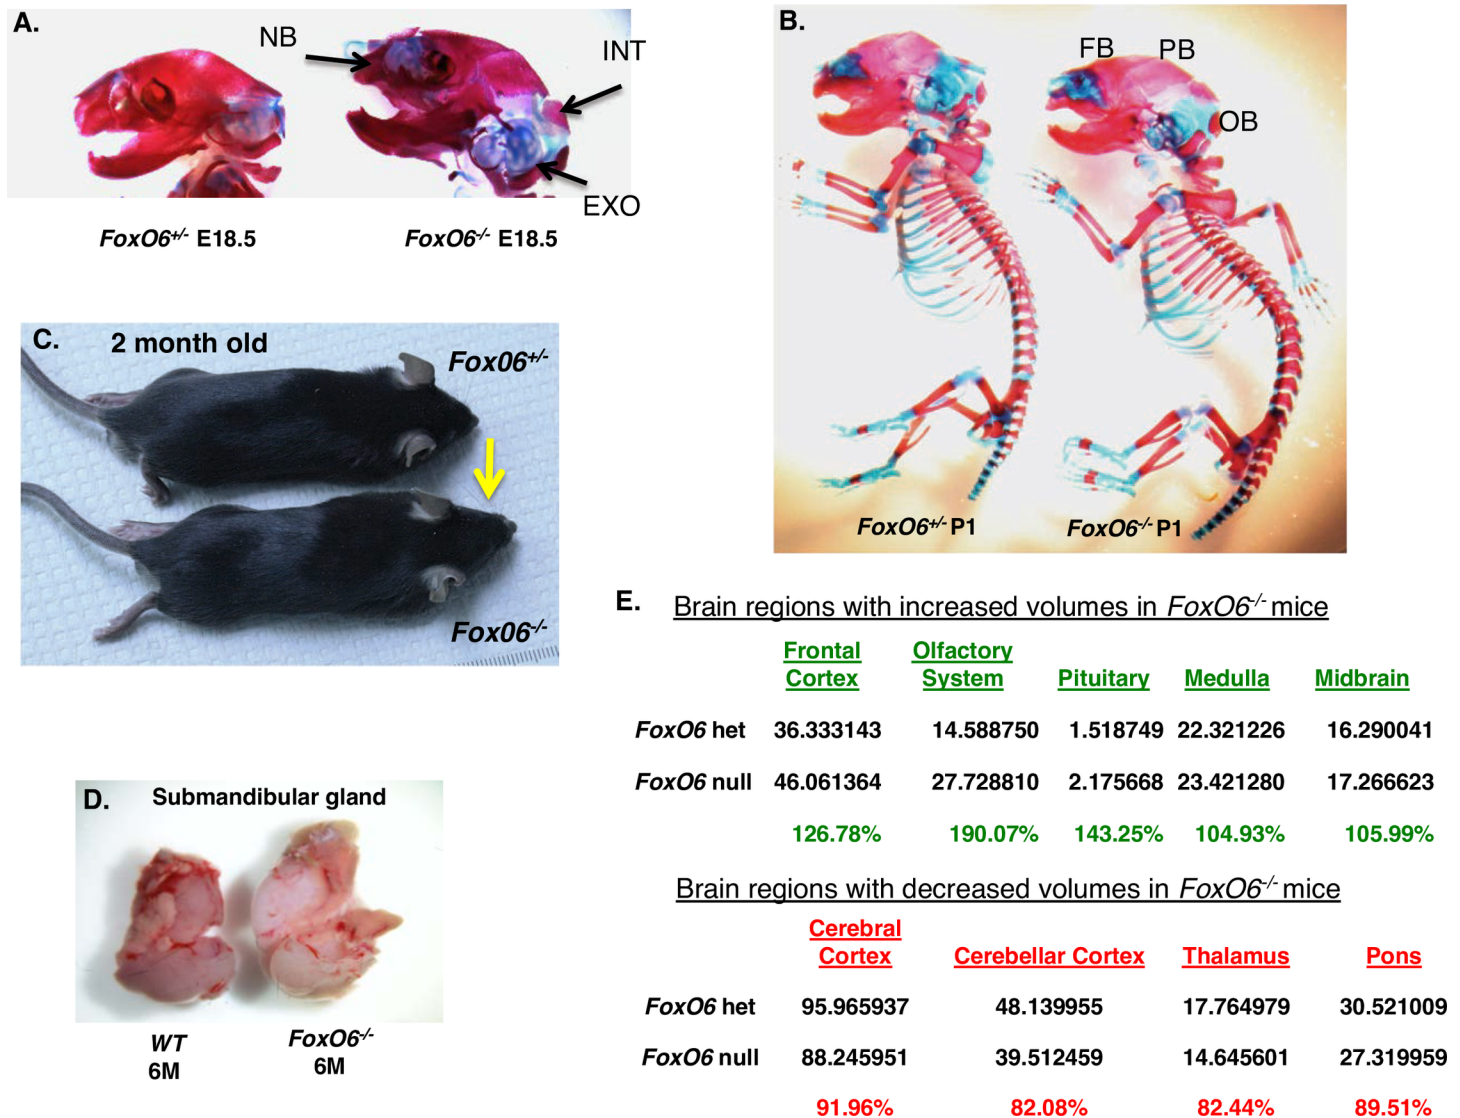 A.
NB
INT
EXO
FoxO6+/- E18.5
FoxO6-/- E18.5
B.
FB
PB
OB
FoxO6+/- P1
FoxO6-/- P1
C.
2 month old
Fox06+/-
Fox06-/-
D.
Submandibular gland
WT
6M
FoxO6-/-
6M
E.
Brain regions with increased volumes in FoxO6-/- mice
Frontal Cortex Olfactory System Pituitary Medulla Midbrain
FoxO6 het 36.333143 14.588750 1.518749 22.321226 16.290041
FoxO6 null 46.061364 27.728810 2.175668 23.421280 17.266623
126.78% 190.07% 143.25% 104.93% 105.99%
Brain regions with decreased volumes in FoxO6-/- mice
Cerebral Cortex Cerebellar Cortex Thalamus Pons
FoxO6 het 95.965937 48.139955 17.764979 30.521009
FoxO6 null 88.245951 39.512459 14.645601 27.319959
91.96% 82.08% 82.44% 89.51%